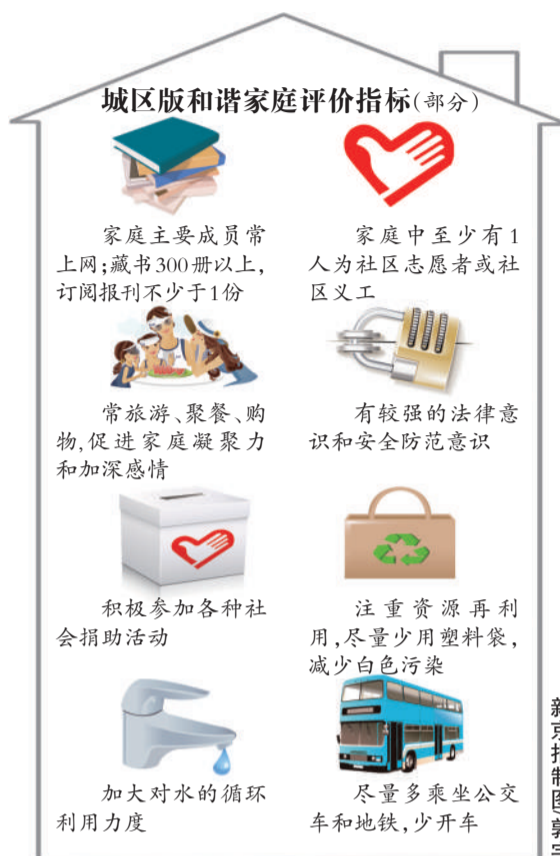 城区版和谐家庭评价指标(部分)
家庭主要成员常
上网;藏书300册以上,
订阅报刊不少于1份
家庭中至少有1
人为社区志愿者或社
区义工
常旅游、聚餐、购
物,促进家庭凝聚力
和加深感情
有较强的法律意
识和安全防范意识
积极参加各种社
会捐助活动
注重资源再利
用,尽量少用塑料袋,
减少白色污染
加大对水的循环
利用力度
尽量多乘坐公交
车和地铁,少开车
新京报制图/郭宇